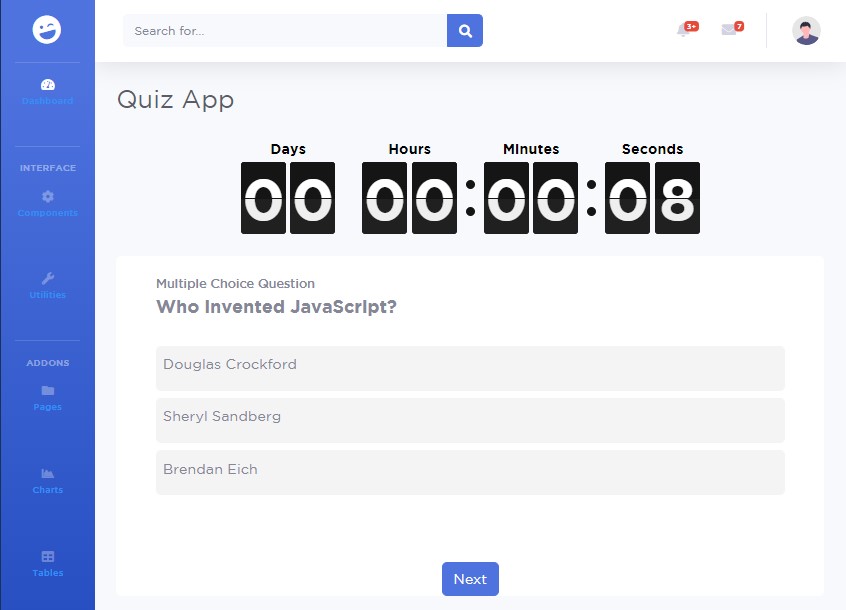 Search for...
3+
7
Dashboard
INTERFACE
Components
Utilities
ADDONS
Pages
Charts
Tables
Quiz App
Days Hours Minutes Seconds
00 00 : 00 : 08
Multiple Choice Question
Who Invented JavaScript?
Douglas Crockford
Sheryl Sandberg
Brendan Eich
Next